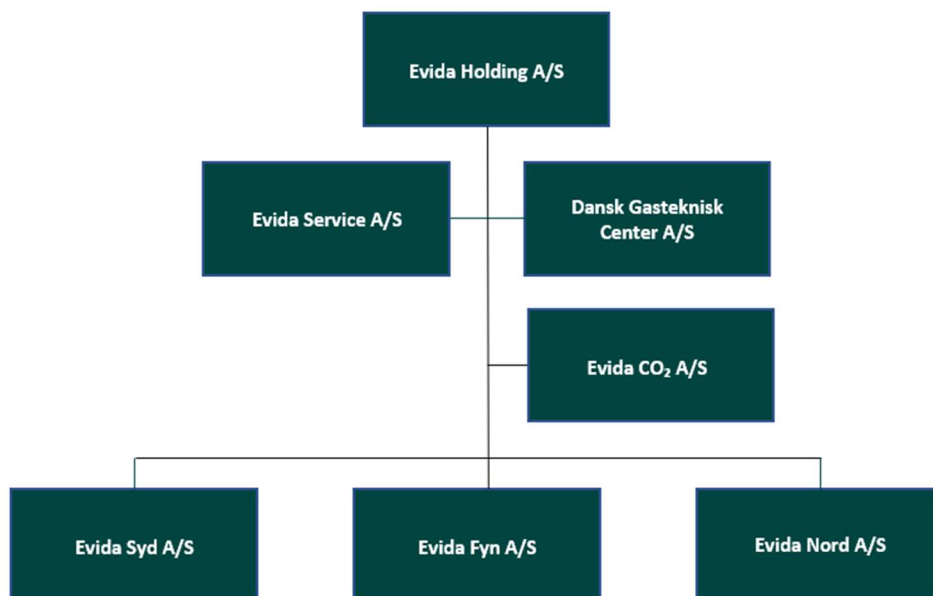 Evida Holding A/S
Evida Service A/S
Dansk Gasteknisk
Center A/S
Evida CO₂ A/S
Evida Syd A/S
Evida Fyn A/S
Evida Nord A/S